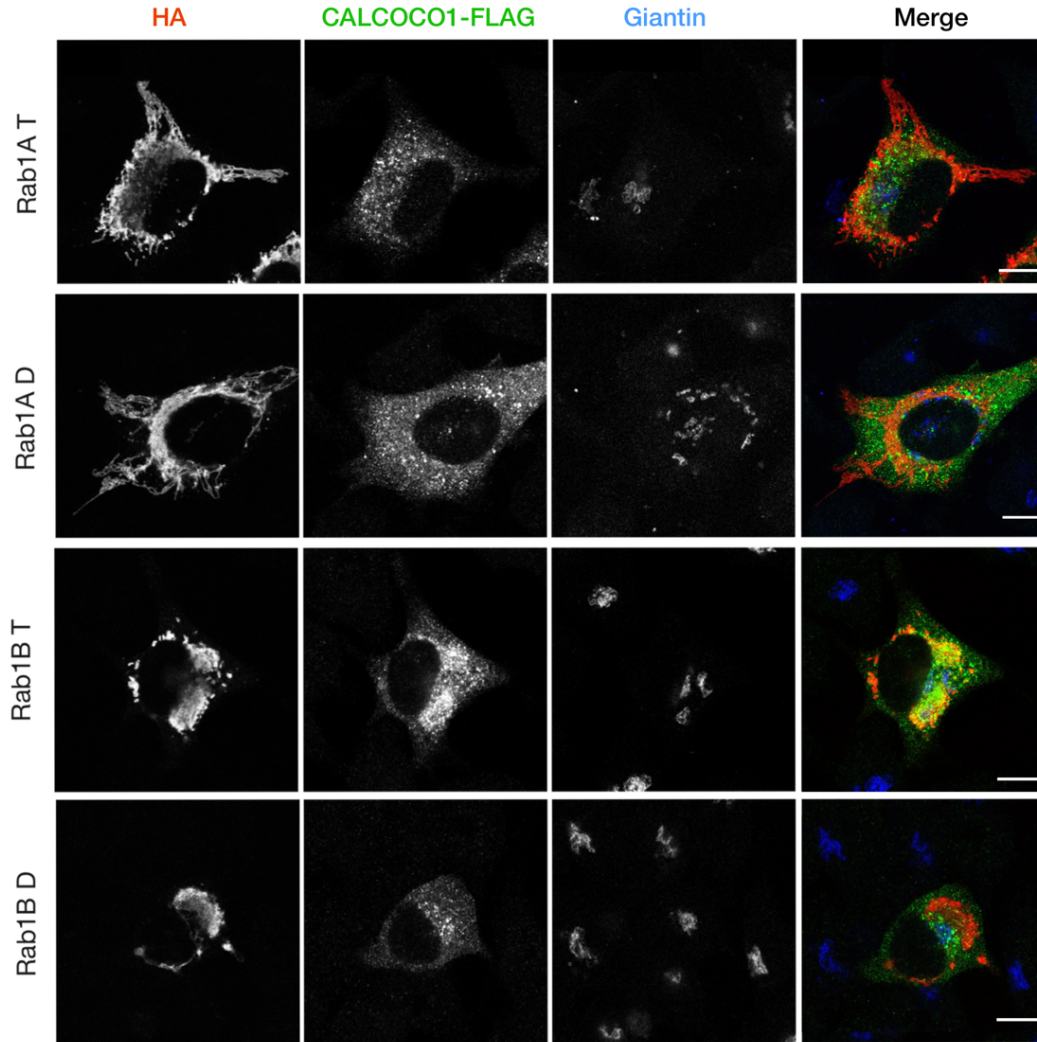 HA CALCOCO1-FLAG Giantin Merge
Rab1A T
Rab1A D
Rab1B T
Rab1B D